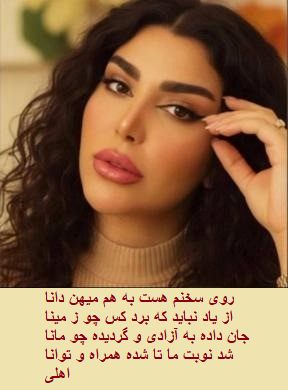 روی سخنم هست به هم میهن دانا
از یاد نباید که برد کس چو ز مینا
جان داده به آزادی و گردیده چو مانا
شد نوبت ما تا شده همراه و توانا
اهلی